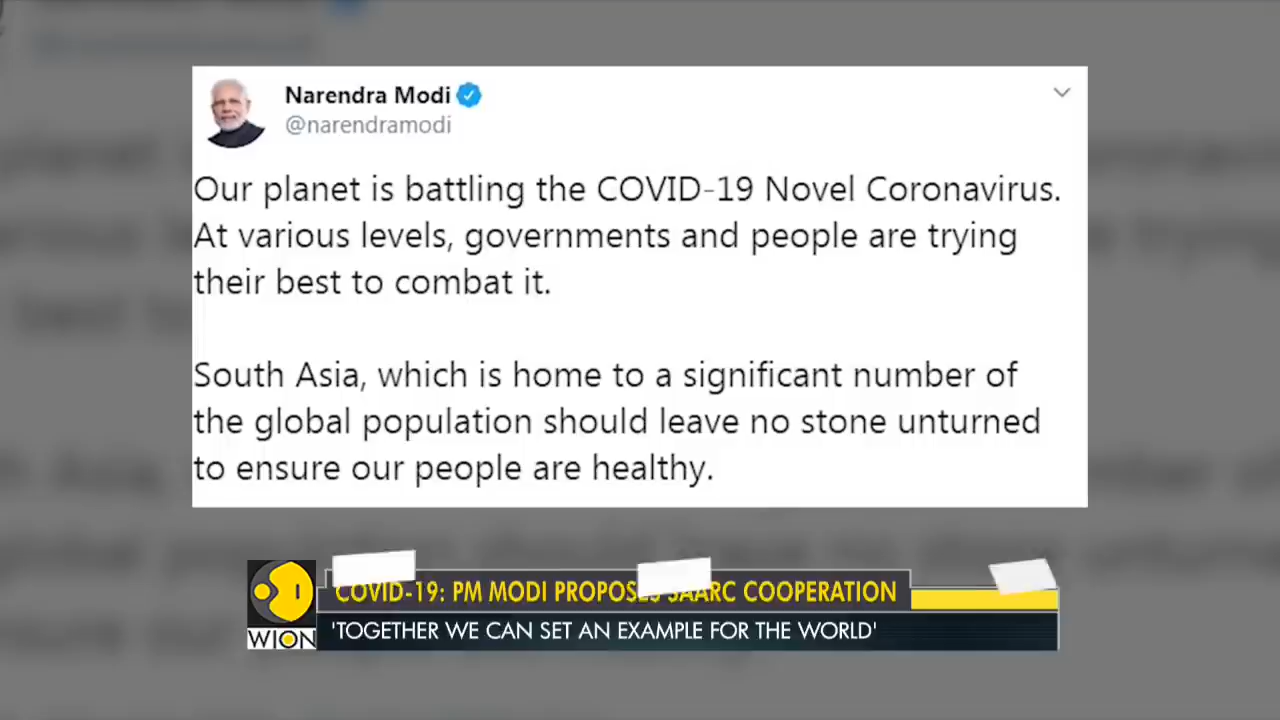 Narendra Modi
@narendramodi
Our planet is battling the COVID-19 Novel Coronavirus.
At various levels, governments and people are trying
their best to combat it.
South Asia, which is home to a significant number of
the global population should leave no stone unturned
to ensure our people are healthy.
COVID-19: PM MODI PROPOSES SAARC COOPERATION
'TOGETHER WE CAN SET AN EXAMPLE FOR THE WORLD'
WION